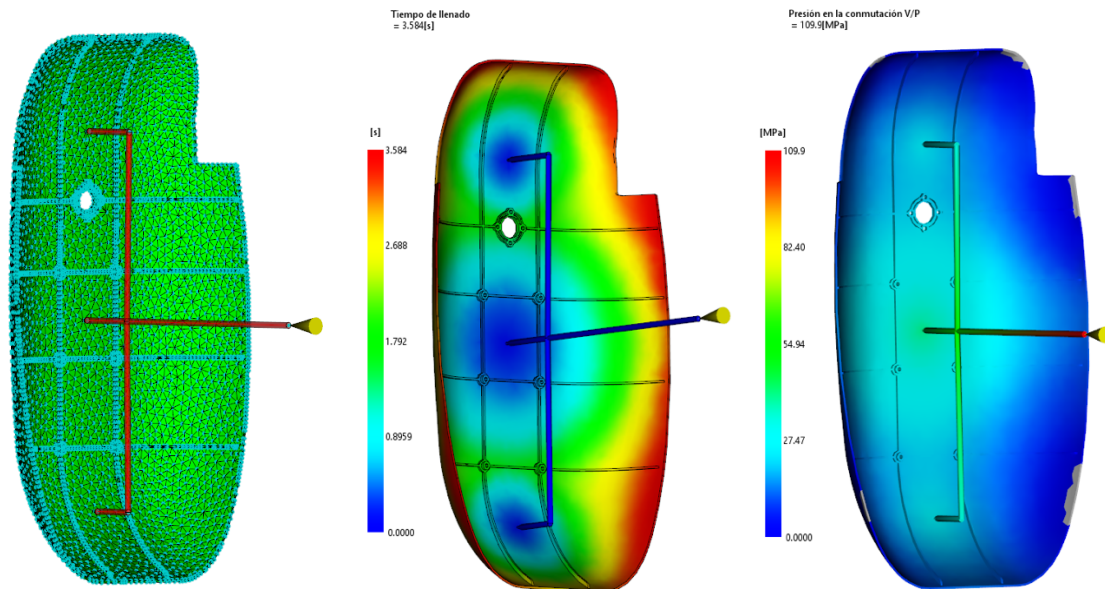 Tiempo de llenado
= 3.584[s]
[s]
3.584
2.688
1.792
0.8959
0.0000
Presión en la conmutación V/P
= 109.9[MPa]
[MPa]
109.9
82.40
54.94
27.47
0.0000